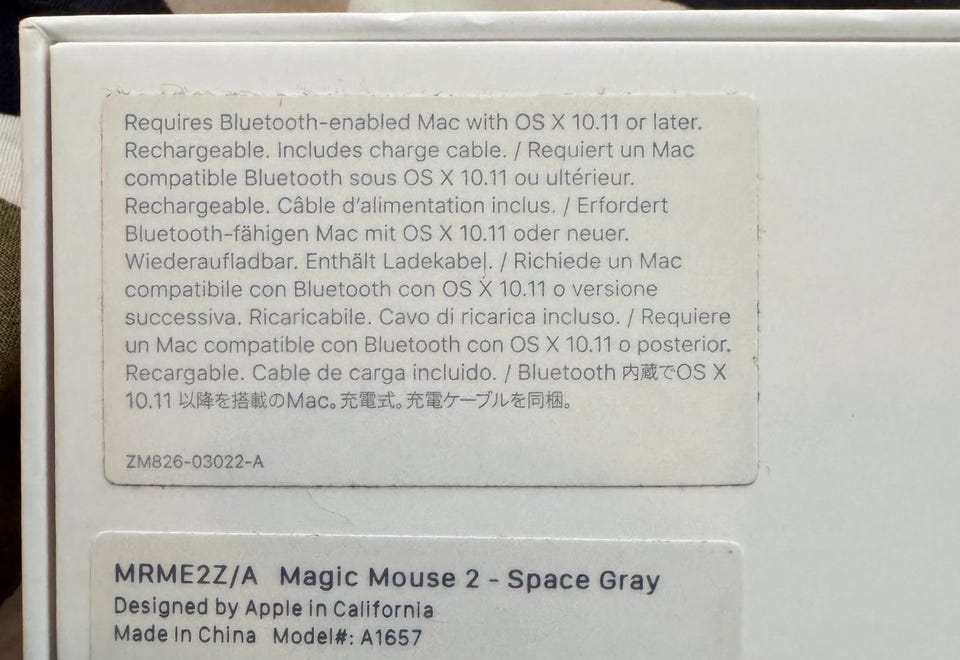 Requires Bluetooth-enabled Mac with OS X 10.11 or later.
Rechargeable. Includes charge cable. / Requiert un Mac
compatible Bluetooth sous OS X 10.11 ou ultérieur.
Rechargeable. Câble d’alimentation inclus. / Erfordert
Bluetooth-fähigen Mac mit OS X 10.11 oder neuer.
Wiederaufladbar. Enthält Ladekabel. / Richiede un Mac
compatibile con Bluetooth con OS X 10.11 o versione
successiva. Ricaricabile. Cavo di ricarica incluso. / Requiere
un Mac compatible con Bluetooth con OS X 10.11 o posterior.
Recargable. Cable de carga incluido. / Bluetooth 内蔵でOS X
10.11 以降を搭載のMac。充電式。充電ケーブルを同梱。
ZM826-03022-A
MRME2Z/A Magic Mouse 2 - Space Gray
Designed by Apple in California
Made In China Model#: A1657